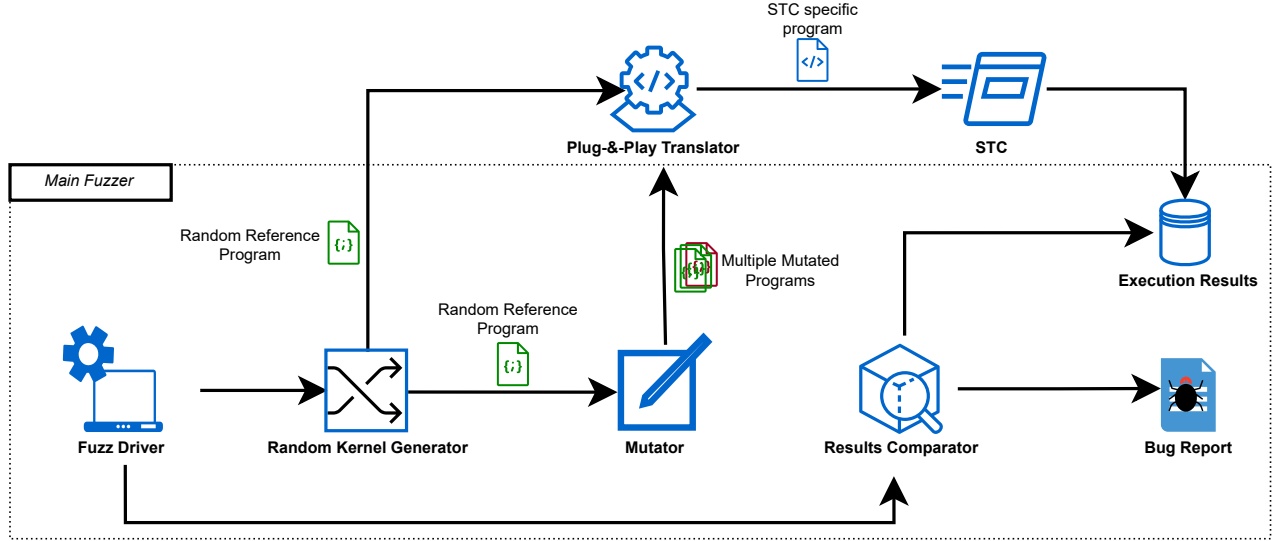 STC specific
program
</>
</>
Plug-&-Play Translator
STC
Main Fuzzer
Random Reference
Program
{;}
Multiple Mutated
Programs
Execution Results
Random Reference
Program
{;}
Fuzz Driver
Random Kernel Generator
Mutator
Results Comparator
Bug Report